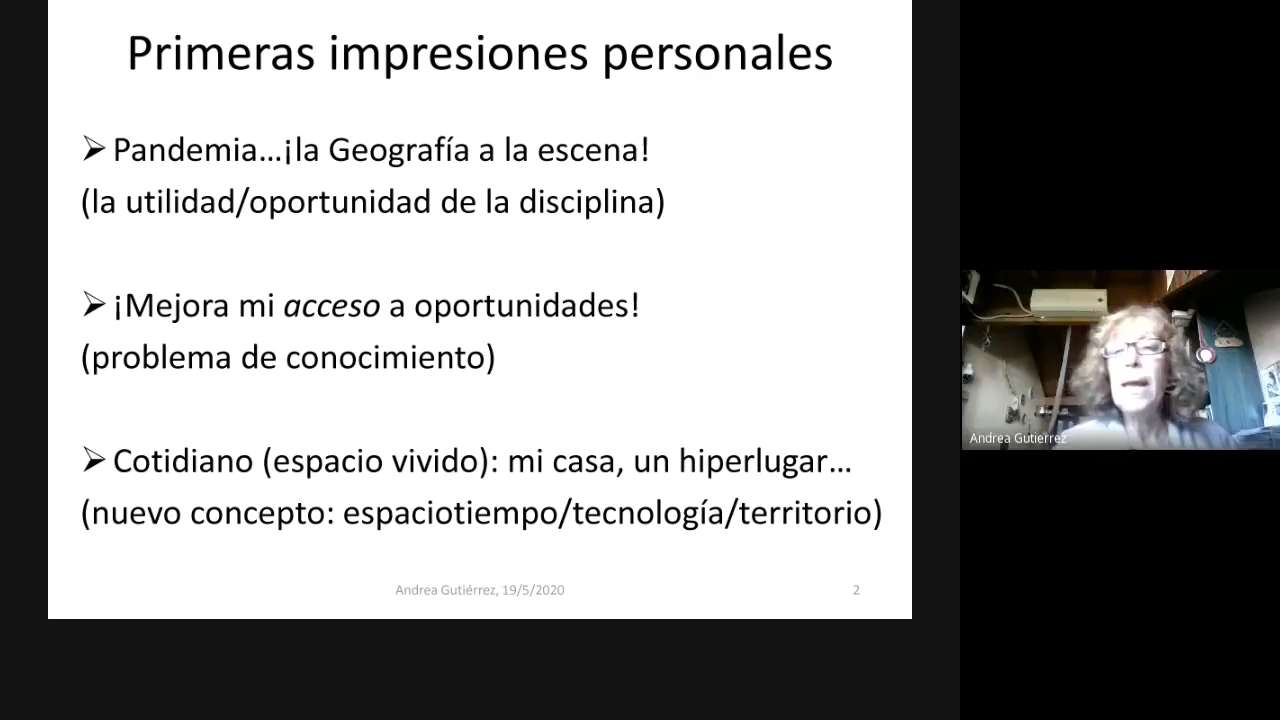 Primeras impresiones personales
➢Pandemia...¡la Geografía a la escena!
(la utilidad/oportunidad de la disciplina)
➢¡Mejora mi acceso a oportunidades!
(problema de conocimiento)
➢Cotidiano (espacio vivido): mi casa, un hiperlugar...
(nuevo concepto: espaciotiempo/tecnología/territorio)
Andrea Gutiérrez, 19/5/2020
2
Andrea Gutierrez